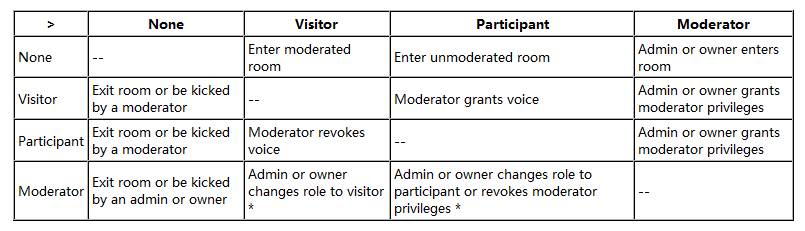 > None Visitor Participant Moderator
None -- Enter moderated room Enter unmoderated room Admin or owner enters room
Visitor Exit room or be kicked by a moderator -- Moderator grants voice Admin or owner grants moderator privileges
Participant Exit room or be kicked by a moderator Moderator revokes voice -- Admin or owner grants moderator privileges
Moderator Exit room or be kicked by an admin or owner Admin or owner changes role to visitor * Admin or owner changes role to participant or revokes moderator privileges * --